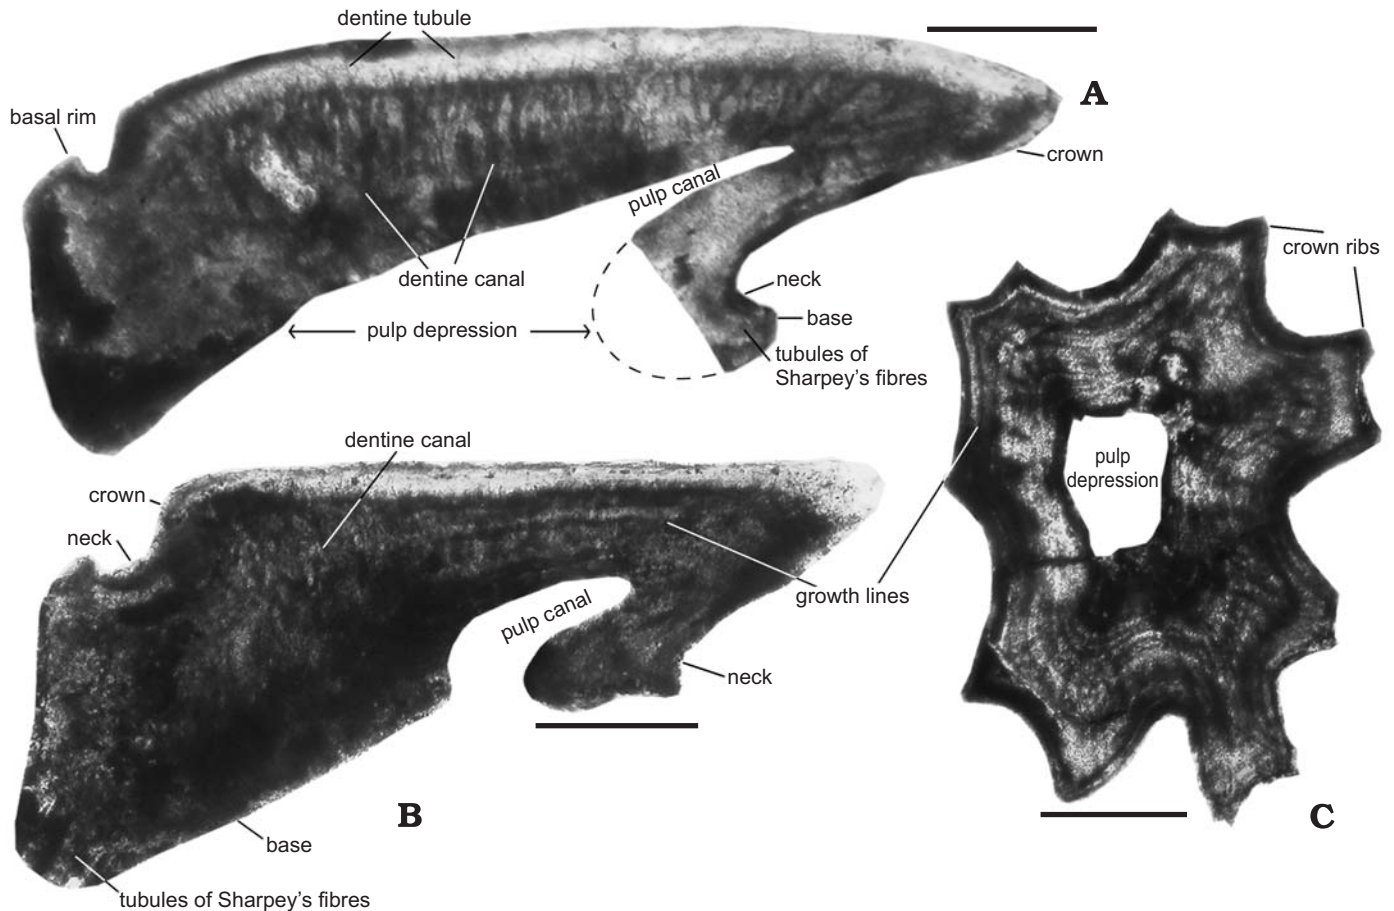 dentine tubule
A
basal rim
crown
pulp canal
crown ribs
dentine canal
neck
base
pulp depression
tubules of
Sharpey's fibres
dentine canal
crown
neck
pulp
depression
growth lines
pulp canal
neck
B
C
base
tubules of Sharpey's fibres